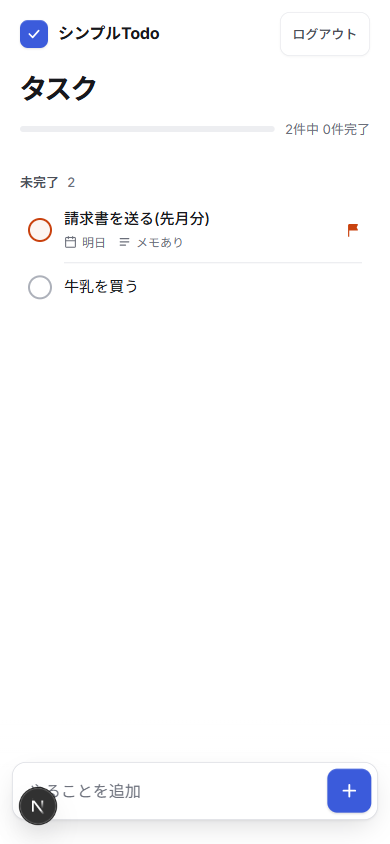 シンプルTodo
ログアウト
タスク
2件中 0件完了
未完了 2
請求書を送る(先月分)
明日 メモあり
牛乳を買う
やることを追加
N